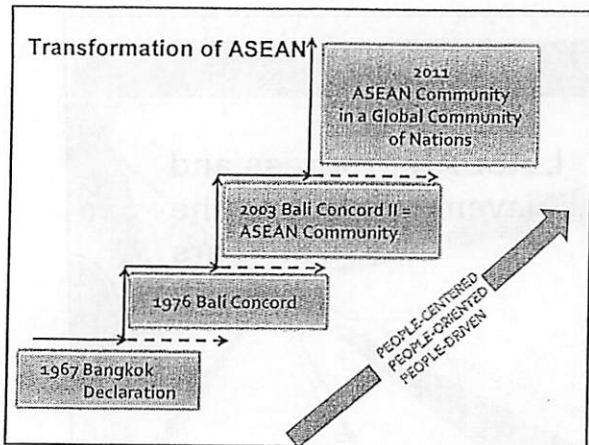 Transformation of ASEAN
2011
ASEAN Community
in a Global Community
of Nations
2003 Bali Concord II =
ASEAN Community
1976 Bali Concord
1967 Bangkok
Declaration
PEOPLE-CENTERED
PEOPLE-ORIENTED
PEOPLE-DRIVEN